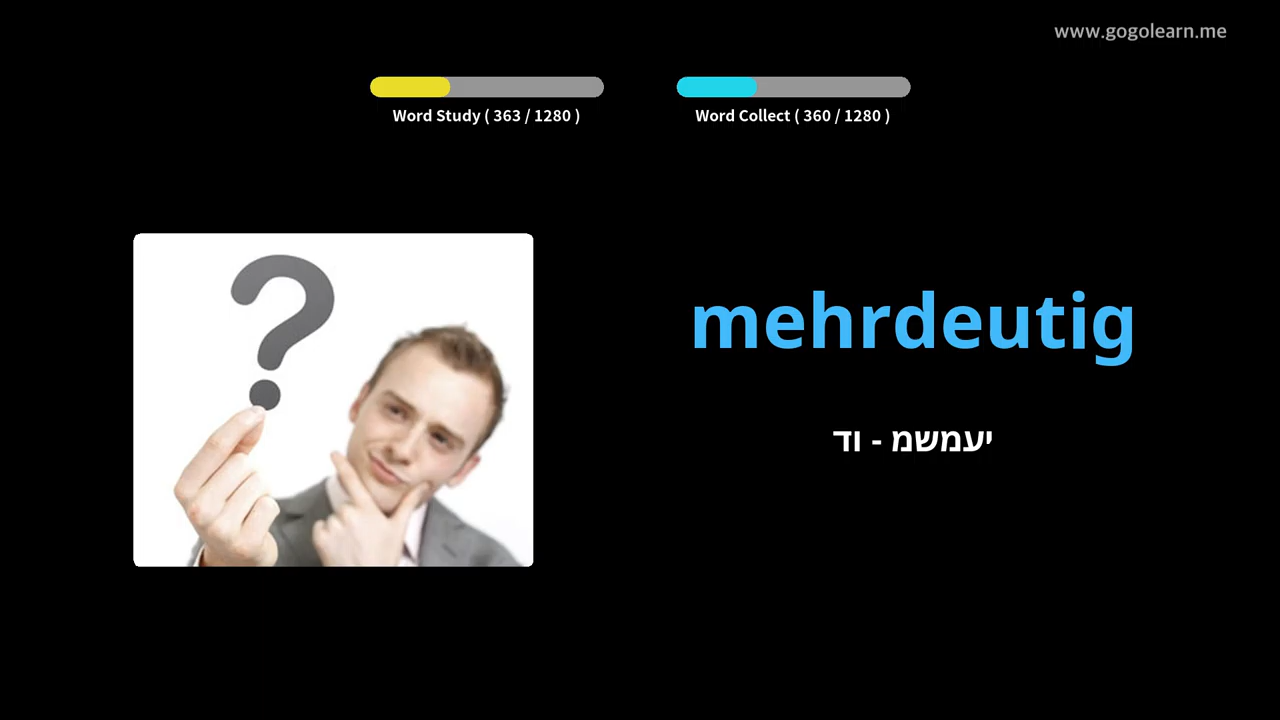 www.gogolearn.me
Word Study ( 363 / 1280 )
Word Collect ( 360 / 1280 )
mehrdeutig
יעמשמ - וד